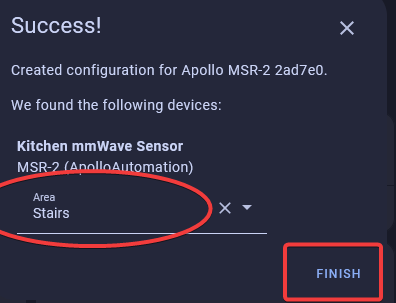 Success!
Created configuration for Apollo MSR-2 2ad7e0.
We found the following devices:
Kitchen mmWave Sensor
MSR-2 (ApolloAutomation)
Area
Stairs
FINISH